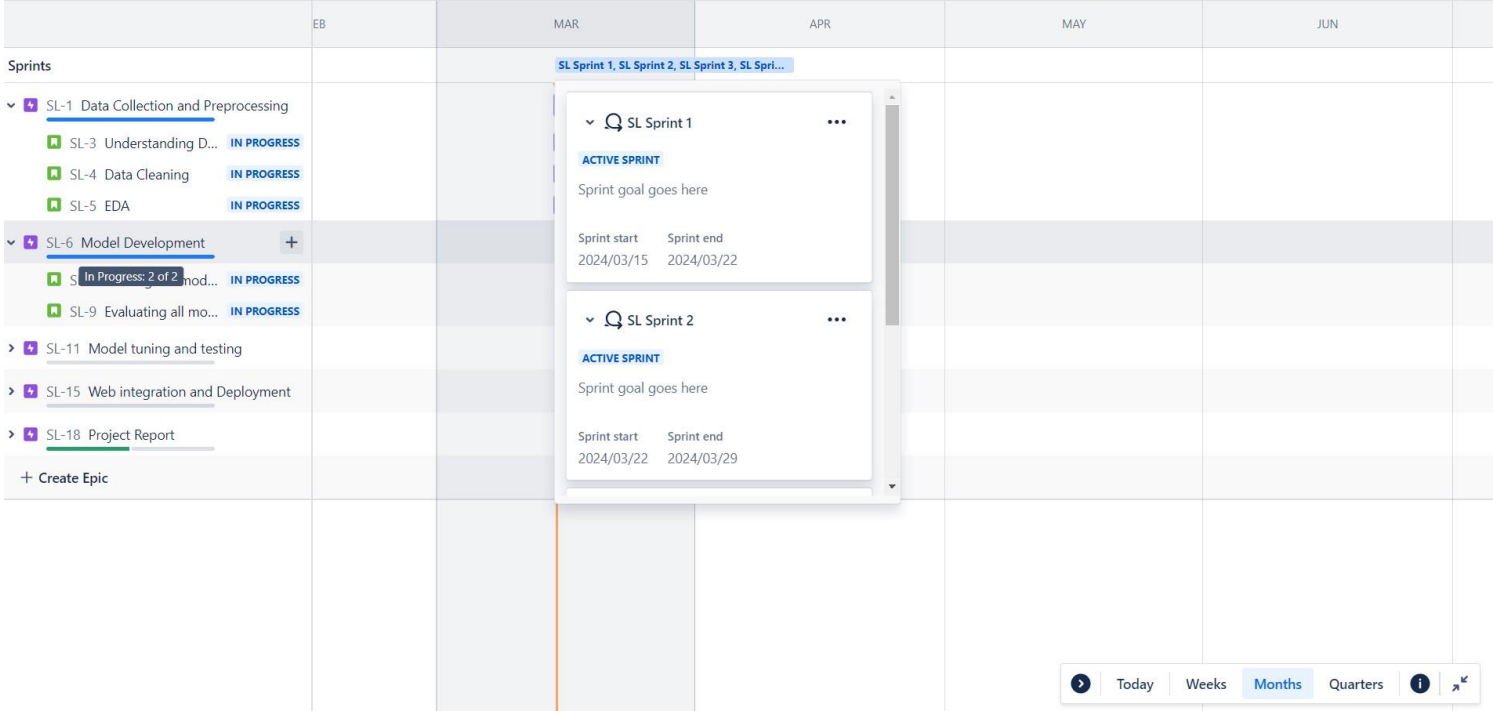 EB MAR APR MAY JUN
Sprints SL Sprint 1, SL Sprint 2, SL Sprint 3, SL Spri...
SL-1 Data Collection and Preprocessing
SL-3 Understanding D... IN PROGRESS
SL-4 Data Cleaning IN PROGRESS
SL-5 EDA IN PROGRESS
SL-6 Model Development +
In Progress: 2 of 2
S mod... IN PROGRESS
SL-9 Evaluating all mo... IN PROGRESS
SL-11 Model tuning and testing
SL-15 Web integration and Deployment
SL-18 Project Report
+ Create Epic
SL Sprint 1 •••
ACTIVE SPRINT
Sprint goal goes here
Sprint start Sprint end
2024/03/15 2024/03/22
SL Sprint 2 •••
ACTIVE SPRINT
Sprint goal goes here
Sprint start Sprint end
2024/03/22 2024/03/29
Today Weeks Months Quarters